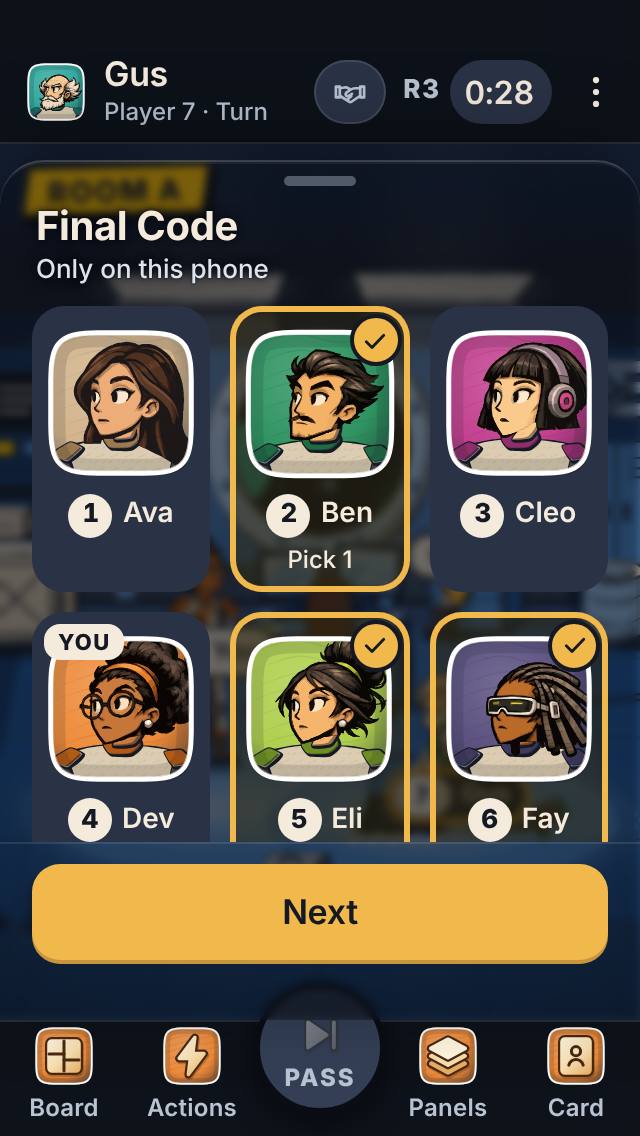 Gus
Player 7 · Turn
R3
0:28
ROOM A
Final Code
Only on this phone
1 Ava
2 Ben
3 Cleo
Pick 1
YOU
4 Dev
5 Eli
6 Fay
Next
PASS
Board
Actions
Panels
Card